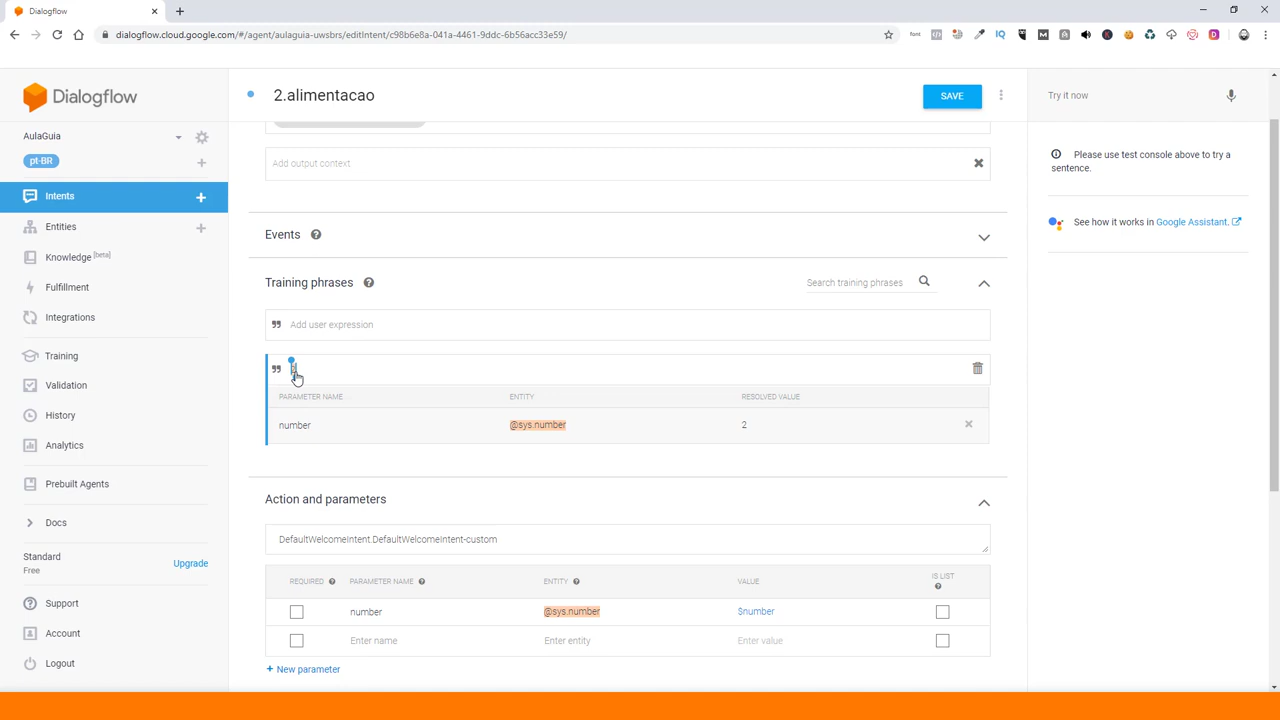 Dialogflow
dialogflow.cloud.google.com/#/agent/aulaguia-uwsbrs/editIntent/c98b6e8a-041a-4461-9ddc-6b56acc33e59/
Dialogflow
2.alimentacao
SAVE
Try it now
AulaGuia
pt-BR
Please use test console above to try a
sentence.
Add output context
Intents
See how it works in Google Assistant.
Entities
Events
Knowledge [beta]
Fulfillment
Training phrases
Search training phrases
Integrations
Add user expression
Training
Validation
PARAMETER NAME
ENTITY
RESOLVED VALUE
History
number
@sys.number
2
Analytics
Prebuilt Agents
Action and parameters
Docs
DefaultWelcomeIntent.DefaultWelcomeIntent-custom
Standard
Free
Upgrade
REQUIRED
PARAMETER NAME
ENTITY
VALUE
IS LIST
Support
number
@sys.number
$number
Account
Enter name
Enter entity
Enter value
Logout
+ New parameter